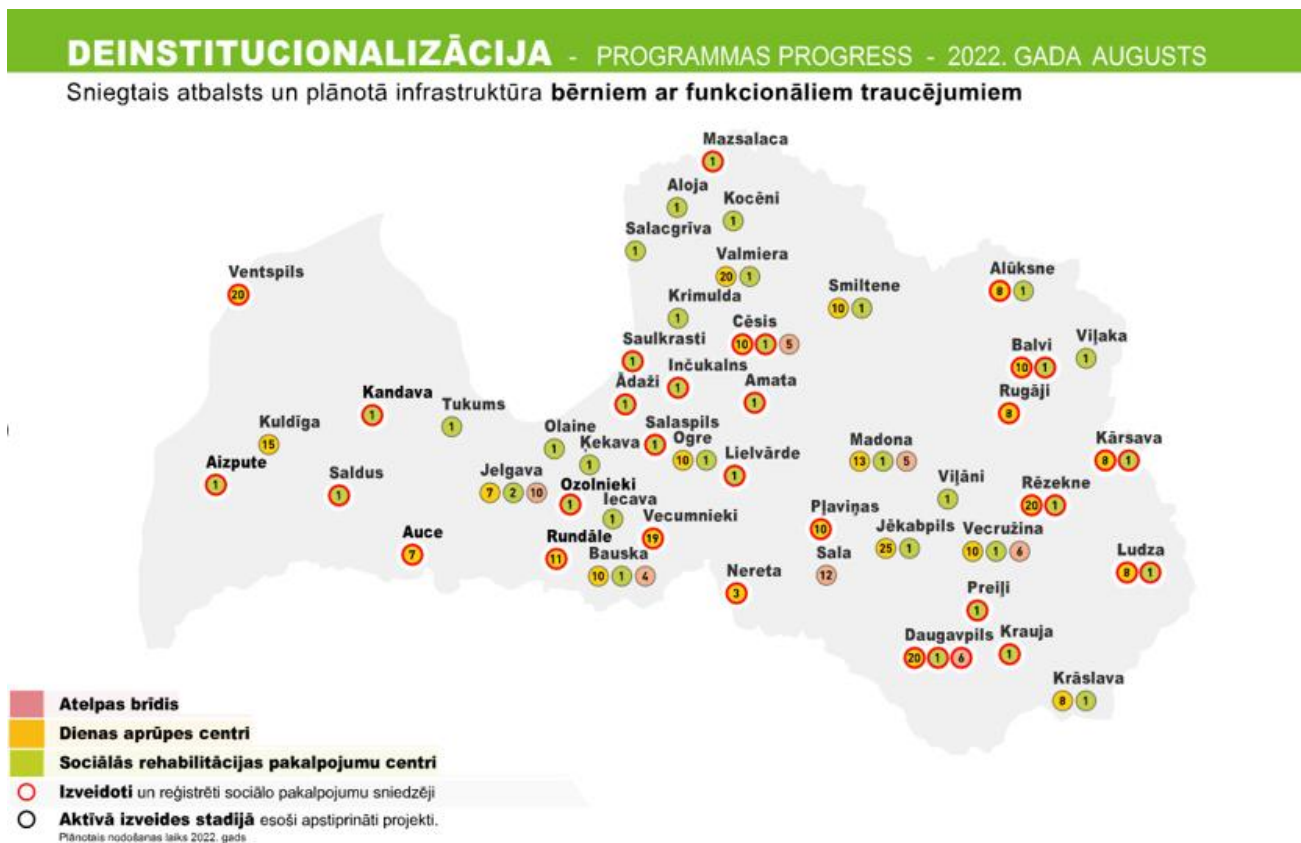 DEINSTITUCIONALIZĀCIJA - PROGRAMMAS PROGRESS - 2022. GADA AUGUSTS
Sniegtais atbalsts un plānotā infrastruktūra bērniem ar funkcionāliem traucējumiem
Mazsalaca
1
Aloja
1
Kocēni
1
Salacgrīva
1
Valmiera
20 1
Ventspils
20
Smiltene
10 1
Alūksne
8 1
Krimulda
1
Cēsis
10 1 5
Saulkrasti
1
Balvi
10 1
Viļaka
1
Inčukalns
1
Ādaži
1
Amata
1
Rugāji
8
Kandava
1
Tukums
1
Kuldīga
15
Olaine
1
Ķekava
1
Salaspils
1
Ogre
10 1
Lielvārde
1
Madona
13 1 5
Kārsava
8 1
Aizpute
1
Saldus
1
Jelgava
7 2 10
Ozolnieki
1
Iecava
1
Viļāni
1
Rēzekne
20 1
Vecumnieki
19
Pļaviņas
10
Jēkabpils
25 1
Vecružina
10 1 6
Auce
7
Rundāle
11
Bauska
10 1 4
Sala
12
Ludza
8 1
Nereta
3
Preiļi
1
Daugavpils
20 1 6
Krauja
1
Krāslava
8 1
Atelpas brīdis
Dienas aprūpes centri
Sociālās rehabilitācijas pakalpojumu centri
Izveidoti un reģistrēti sociālo pakalpojumu sniedzēji
Aktīvā izveides stadijā esoši apstiprināti projekti.
Plānotais nodošanas laiks 2022. gads